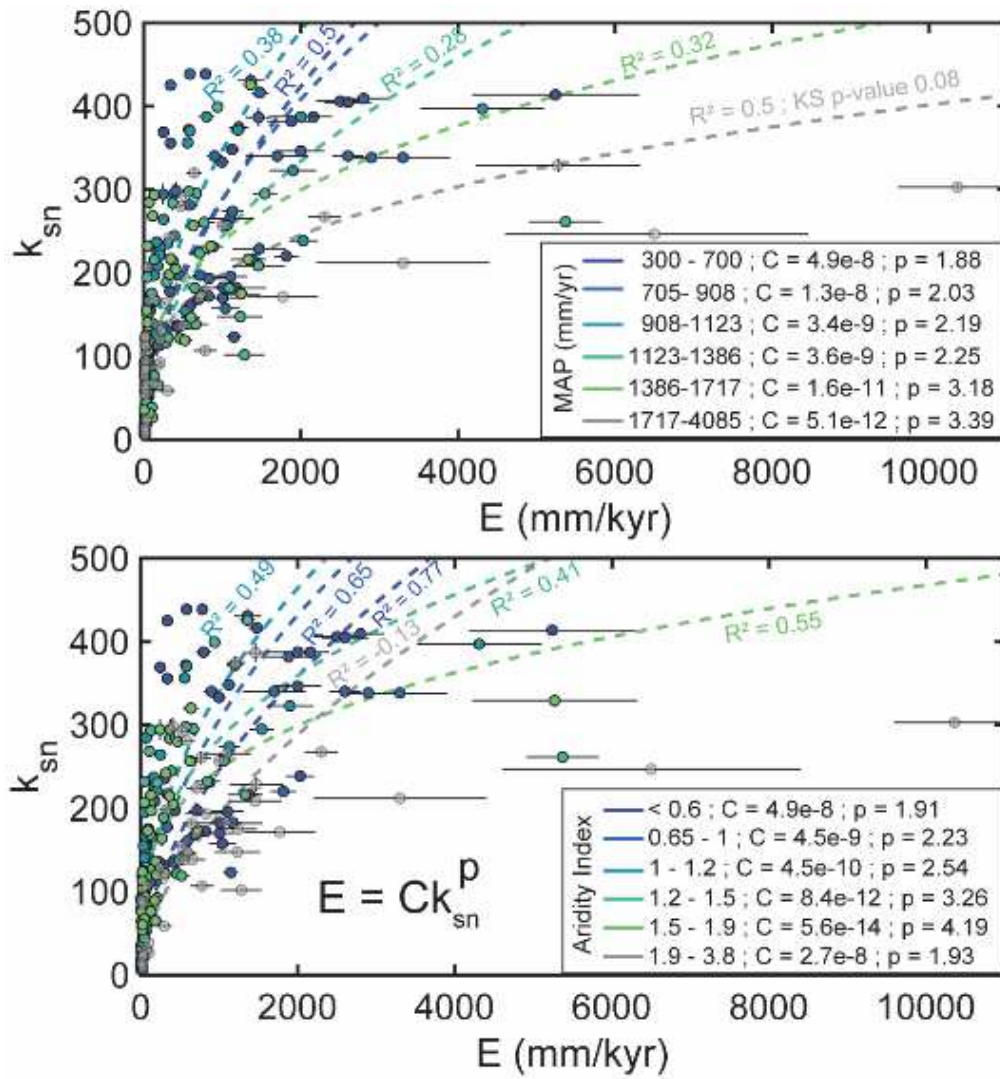 500
400
300
200
100
0
k_sn
R² = 0.38
R² = 0.5
R² = 0.28
R² = 0.32
R² = 0.5 ; KS p-value 0.08
MAP (mm/yr)
300 - 700 ; C = 4.9e-8 ; p = 1.88
705- 908 ; C = 1.3e-8 ; p = 2.03
908-1123 ; C = 3.4e-9 ; p = 2.19
1123-1386 ; C = 3.6e-9 ; p = 2.25
1386-1717 ; C = 1.6e-11 ; p = 3.18
1717-4085 ; C = 5.1e-12 ; p = 3.39
0 2000 4000 6000 8000 10000
E (mm/kyr)
500
400
300
200
100
0
k_sn
R² = 0.49
R² = 0.65
R² = 0.77
R² = -0.13
R² = 0.41
R² = 0.55
E = Ck_sn^p
Aridity Index
< 0.6 ; C = 4.9e-8 ; p = 1.91
0.65 - 1 ; C = 4.5e-9 ; p = 2.23
1 - 1.2 ; C = 4.5e-10 ; p = 2.54
1.2 - 1.5 ; C = 8.4e-12 ; p = 3.26
1.5 - 1.9 ; C = 5.6e-14 ; p = 4.19
1.9 - 3.8 ; C = 2.7e-8 ; p = 1.93
0 2000 4000 6000 8000 10000
E (mm/kyr)